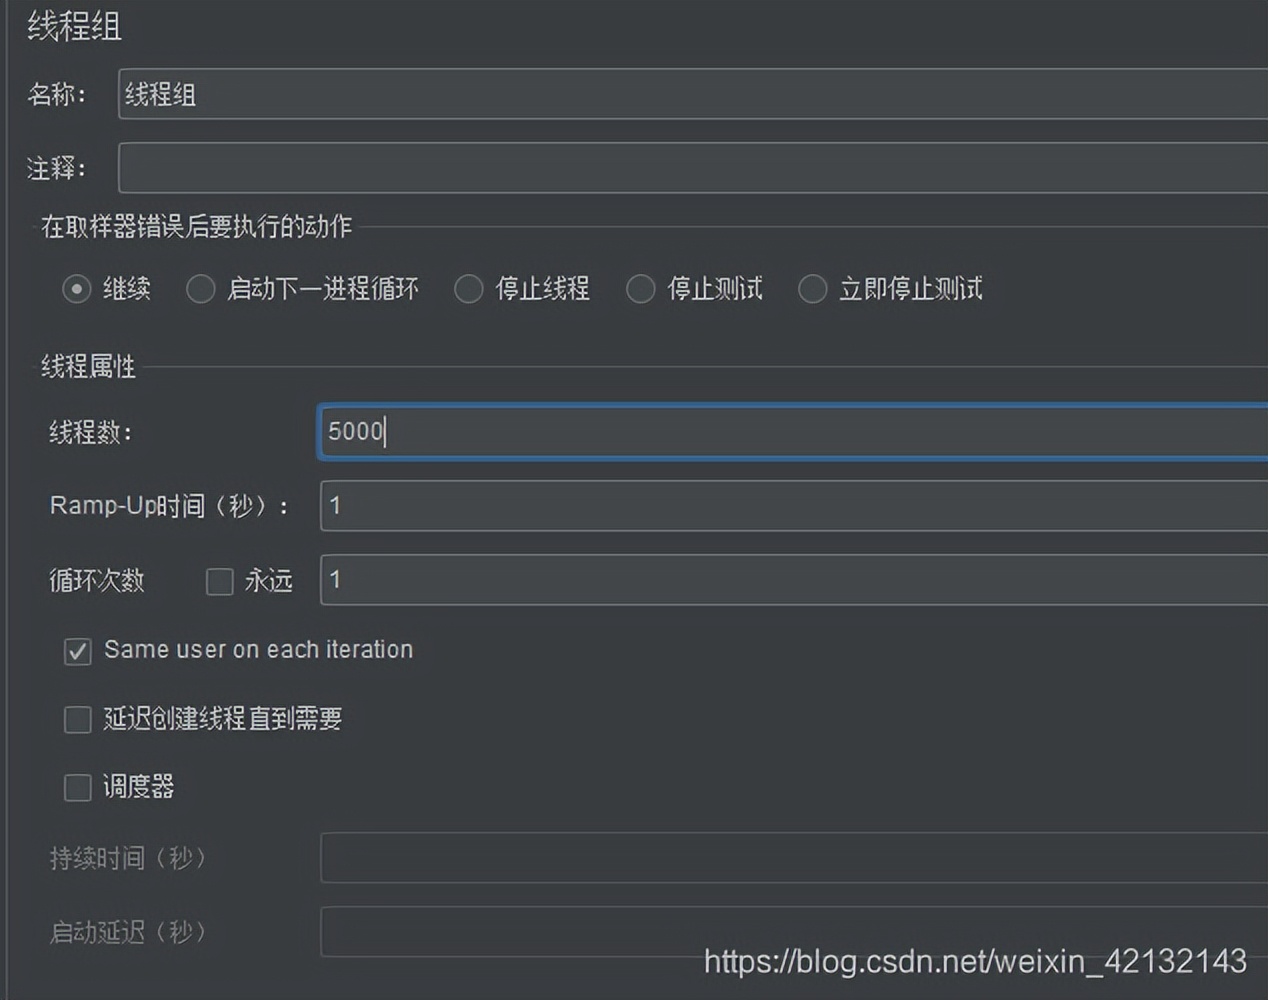 线程组
名称： 线程组
注释：
在取样器错误后要执行的动作
继续 启动下一进程循环 停止线程 停止测试 立即停止测试
线程属性
线程数： 5000
Ramp-Up时间（秒）： 1
循环次数 永远 1
Same user on each iteration
延迟创建线程直到需要
调度器
持续时间（秒）
启动延迟（秒）
https://blog.csdn.net/weixin_42132143